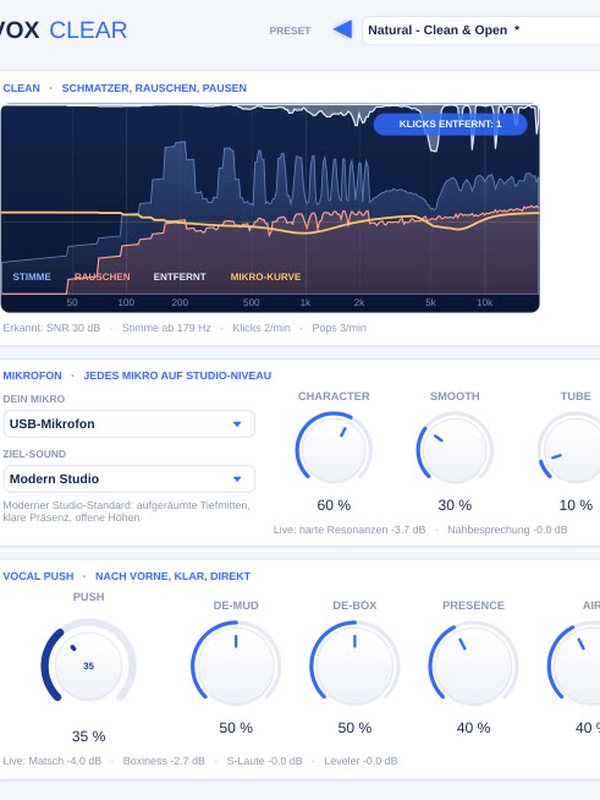 VOX CLEAR
PRESET
Natural - Clean & Open *
CLEAN · SCHMATZER, RAUSCHEN, PAUSEN
KLICKS ENTFERNT: 1
STIMME RAUSCHEN ENTFERNT MIKRO-KURVE
50 100 200 500 1k 2k 5k 10k
Erkannt: SNR 30 dB · Stimme ab 179 Hz · Klicks 2/min · Pops 3/min
MIKROFON · JEDES MIKRO AUF STUDIO-NIVEAU
DEIN MIKRO
USB-Mikrofon
ZIEL-SOUND
Modern Studio
Moderner Studio-Standard: aufgeräumte Tiefmitten,
klare Präsenz, offene Höhen
CHARACTER SMOOTH TUBE
60 % 30 % 10 %
Live: harte Resonanzen -3.7 dB · Nahbesprechung -0.0 dB
VOCAL PUSH · NACH VORNE, KLAR, DIREKT
PUSH DE-MUD DE-BOX PRESENCE AIR
35
35 % 50 % 50 % 40 % 40 %
Live: Matsch -4.0 dB · Boxiness -2.7 dB · S-Laute -0.0 dB · Leveler -0.0 dB